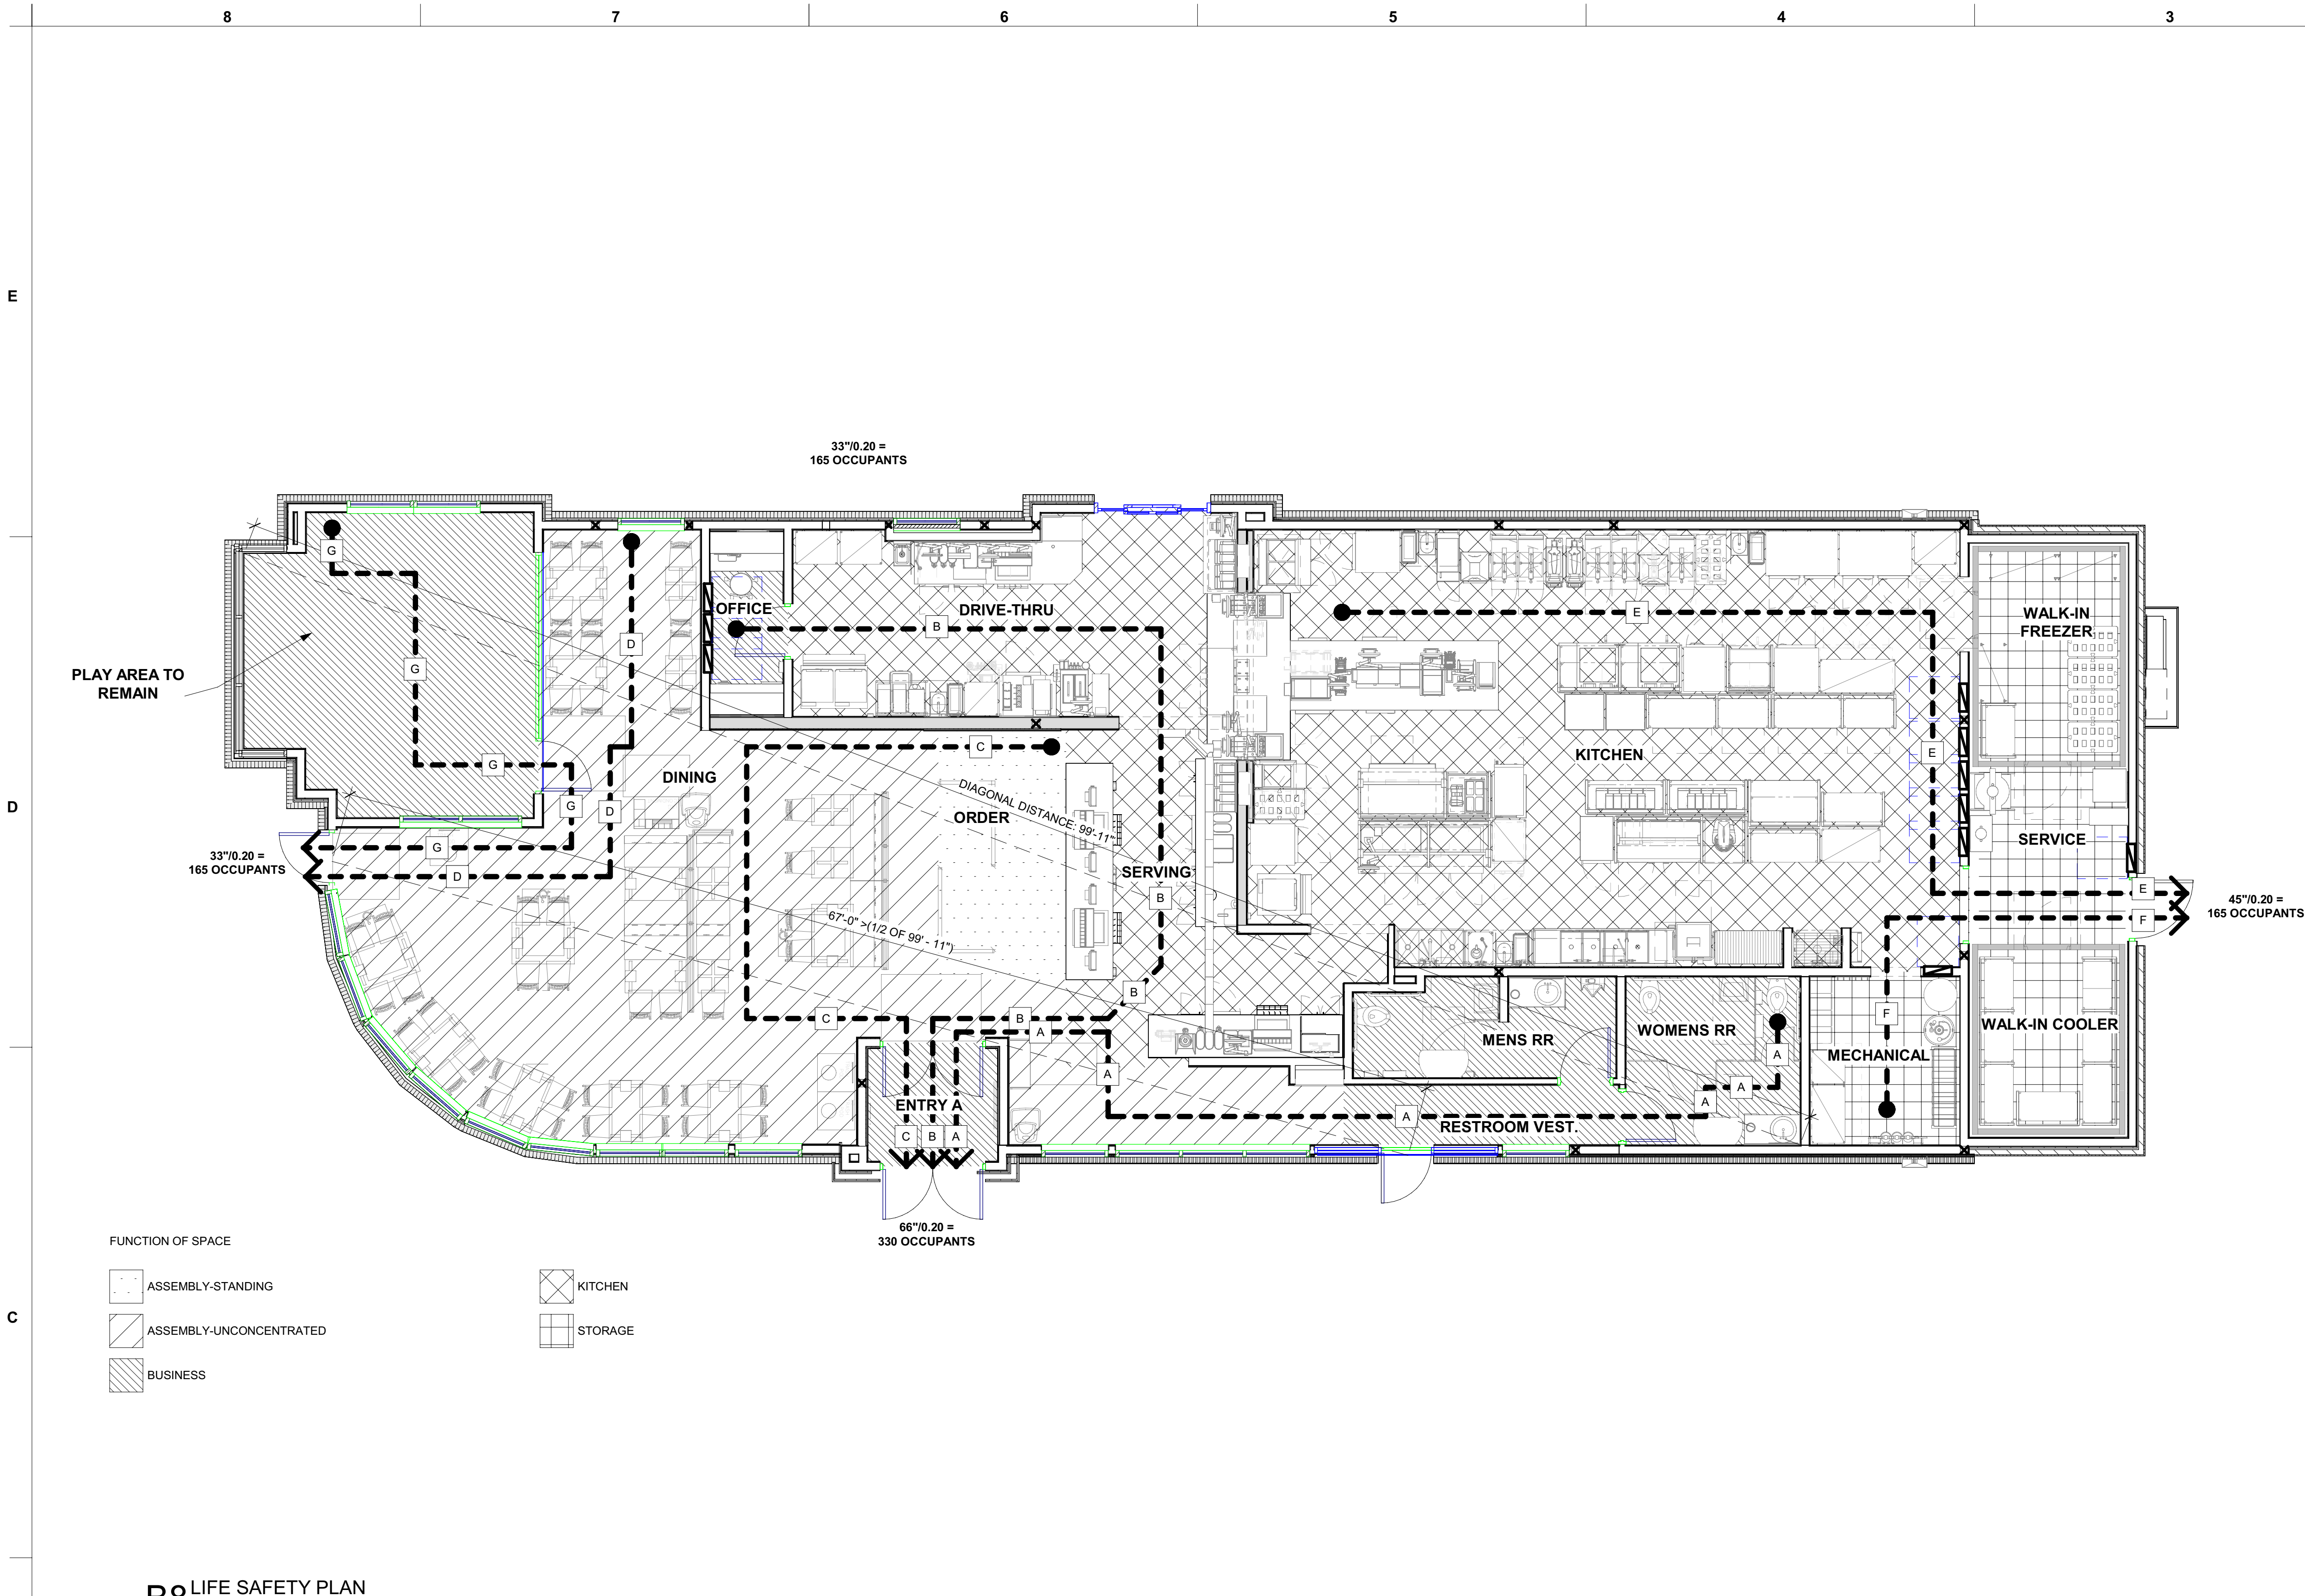 8
7
6
5
4
3
E
33"/0.20 =
165 OCCUPANTS
G
D
OFFICE
B
DRIVE-THRU
E
WALK-IN
FREEZER
G
PLAY AREA TO
REMAIN
C
E
KITCHEN
G
DINING
G
D
D
ORDER
DIAGONAL DISTANCE: 99'-11"
SERVICE
G
33"/0.20 =
165 OCCUPANTS
D
SERVING
B
E
45"/0.20 =
165 OCCUPANTS
F
67'-0" >(1/2 OF 99' - 11")
B
C
B
A
F
MENS RR
WOMENS RR
WALK-IN COOLER
A
MECHANICAL
A
A
ENTRY A
A
A
RESTROOM VEST.
C
B
A
66"/0.20 =
330 OCCUPANTS
FUNCTION OF SPACE
ASSEMBLY-STANDING
KITCHEN
C
ASSEMBLY-UNCONCENTRATED
STORAGE
BUSINESS
B8
LIFE SAFETY PLAN